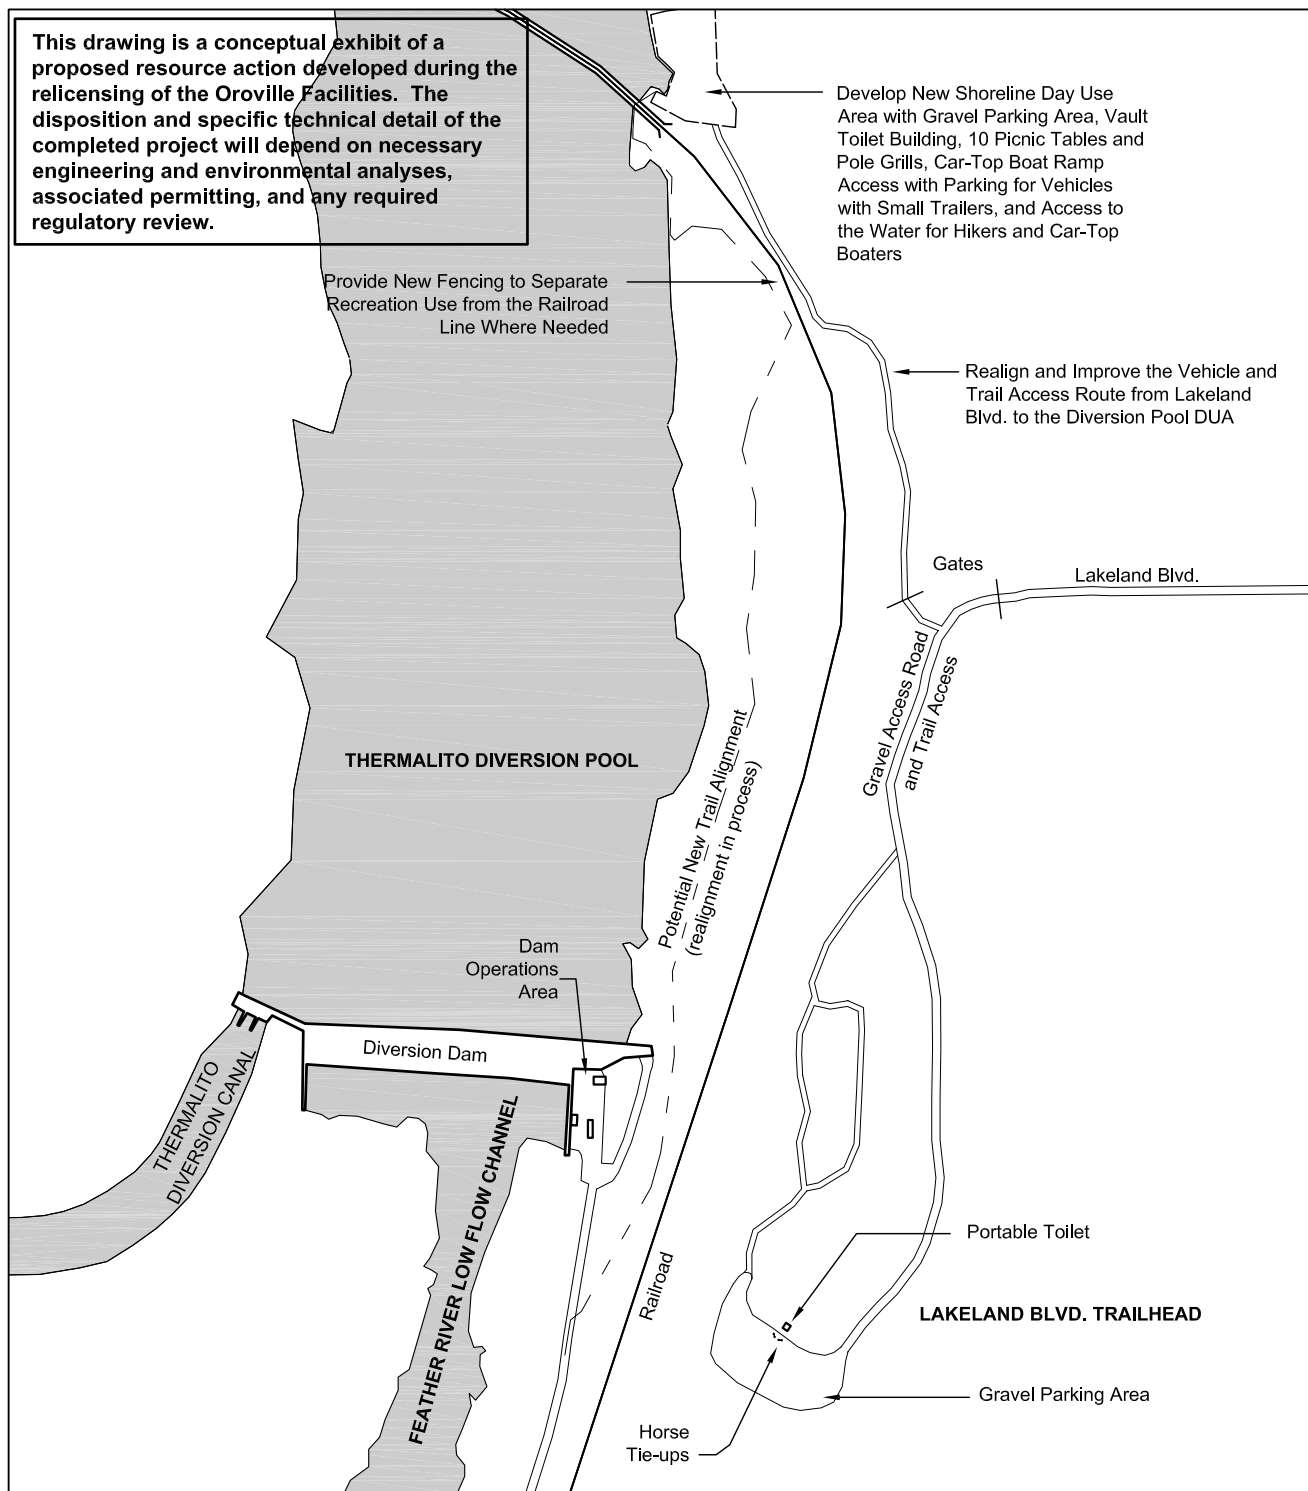 This drawing is a conceptual exhibit of a
proposed resource action developed during the
relicensing of the Oroville Facilities. The
disposition and specific technical detail of the
completed project will depend on necessary
engineering and environmental analyses,
associated permitting, and any required
regulatory review.
Develop New Shoreline Day Use
Area with Gravel Parking Area, Vault
Toilet Building, 10 Picnic Tables and
Pole Grills, Car-Top Boat Ramp
Access with Parking for Vehicles
with Small Trailers, and Access to
the Water for Hikers and Car-Top
Boaters
Provide New Fencing to Separate
Recreation Use from the Railroad
Line Where Needed
Realign and Improve the Vehicle and
Trail Access Route from Lakeland
Blvd. to the Diversion Pool DUA
Gates
Lakeland Blvd.
Gravel Access Road
and Trail Access
THERMALITO DIVERSION POOL
Potential New Trail Alignment
(realignment in process)
Dam
Operations
Area
Diversion Dam
THERMALITO
DIVERSION CANAL
FEATHER RIVER LOW FLOW CHANNEL
Railroad
Portable Toilet
LAKELAND BLVD. TRAILHEAD
Gravel Parking Area
Horse
Tie-ups